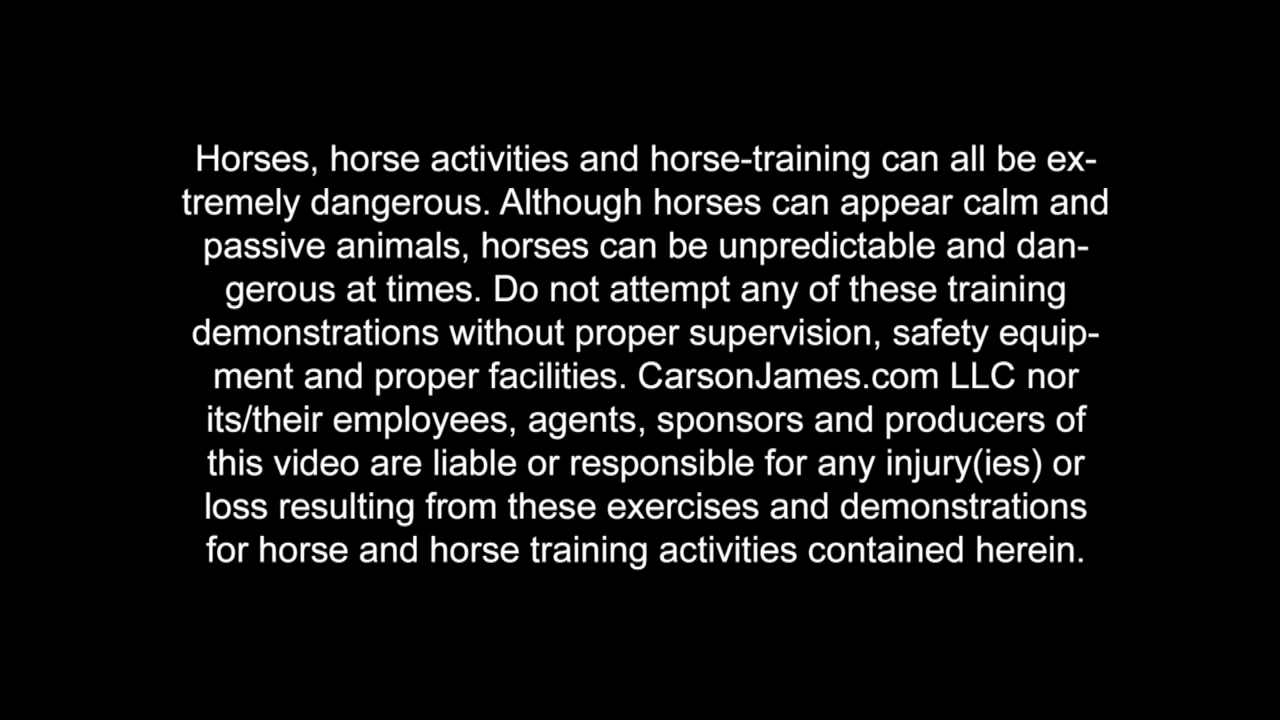 Horses, horse activities and horse-training can all be ex-
tremely dangerous. Although horses can appear calm and
passive animals, horses can be unpredictable and dan-
gerous at times. Do not attempt any of these training
demonstrations without proper supervision, safety equip-
ment and proper facilities. CarsonJames.com LLC nor
its/their employees, agents, sponsors and producers of
this video are liable or responsible for any injury(ies) or
loss resulting from these exercises and demonstrations
for horse and horse training activities contained herein.